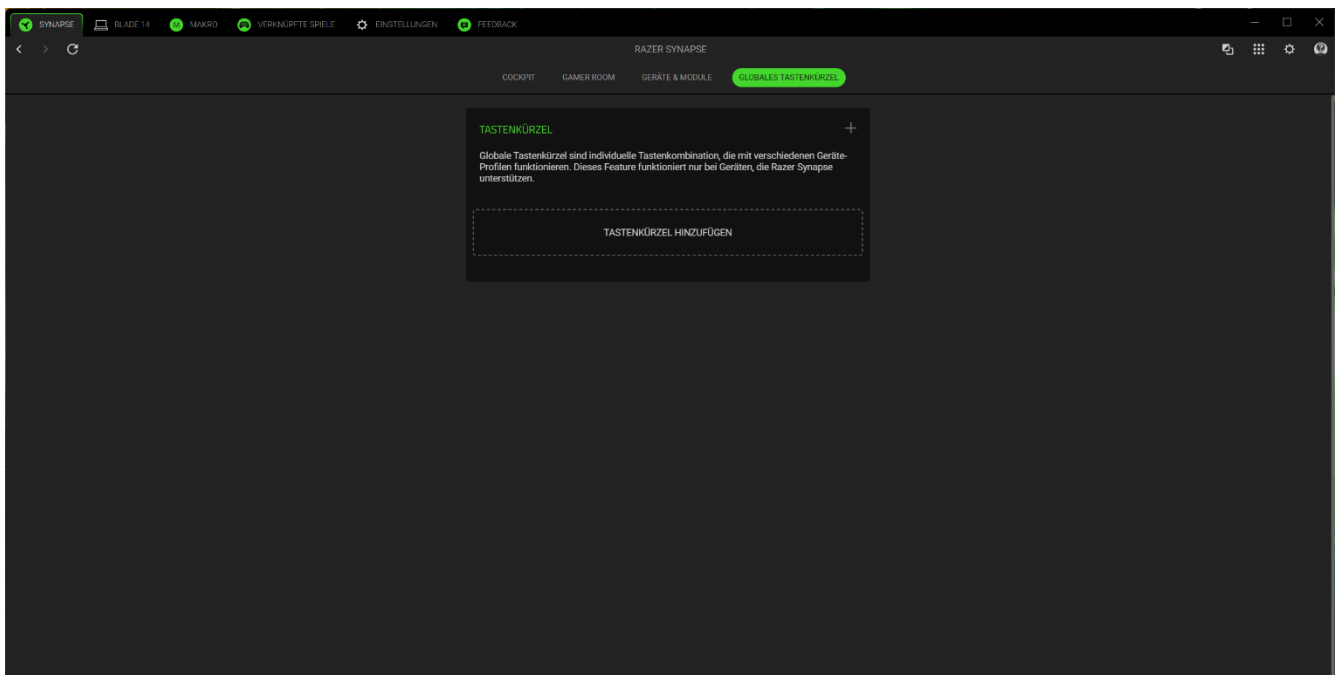 SYNAPSE BLADE 14 M MAKRO VERKNÜPFTE SPIELE EINSTELLUNGEN FEEDBACK
RAZER SYNAPSE
COCKPIT GAMER ROOM GERÄTE & MODULE GLOBALES TASTENKÜRZEL
TASTENKÜRZEL
Globale Tastenkürzel sind individuelle Tastenkombination, die mit verschiedenen Geräte-
Profilen funktionieren. Dieses Feature funktioniert nur bei Geräten, die Razer Synapse
unterstützen.
TASTENKÜRZEL HINZUFÜGEN